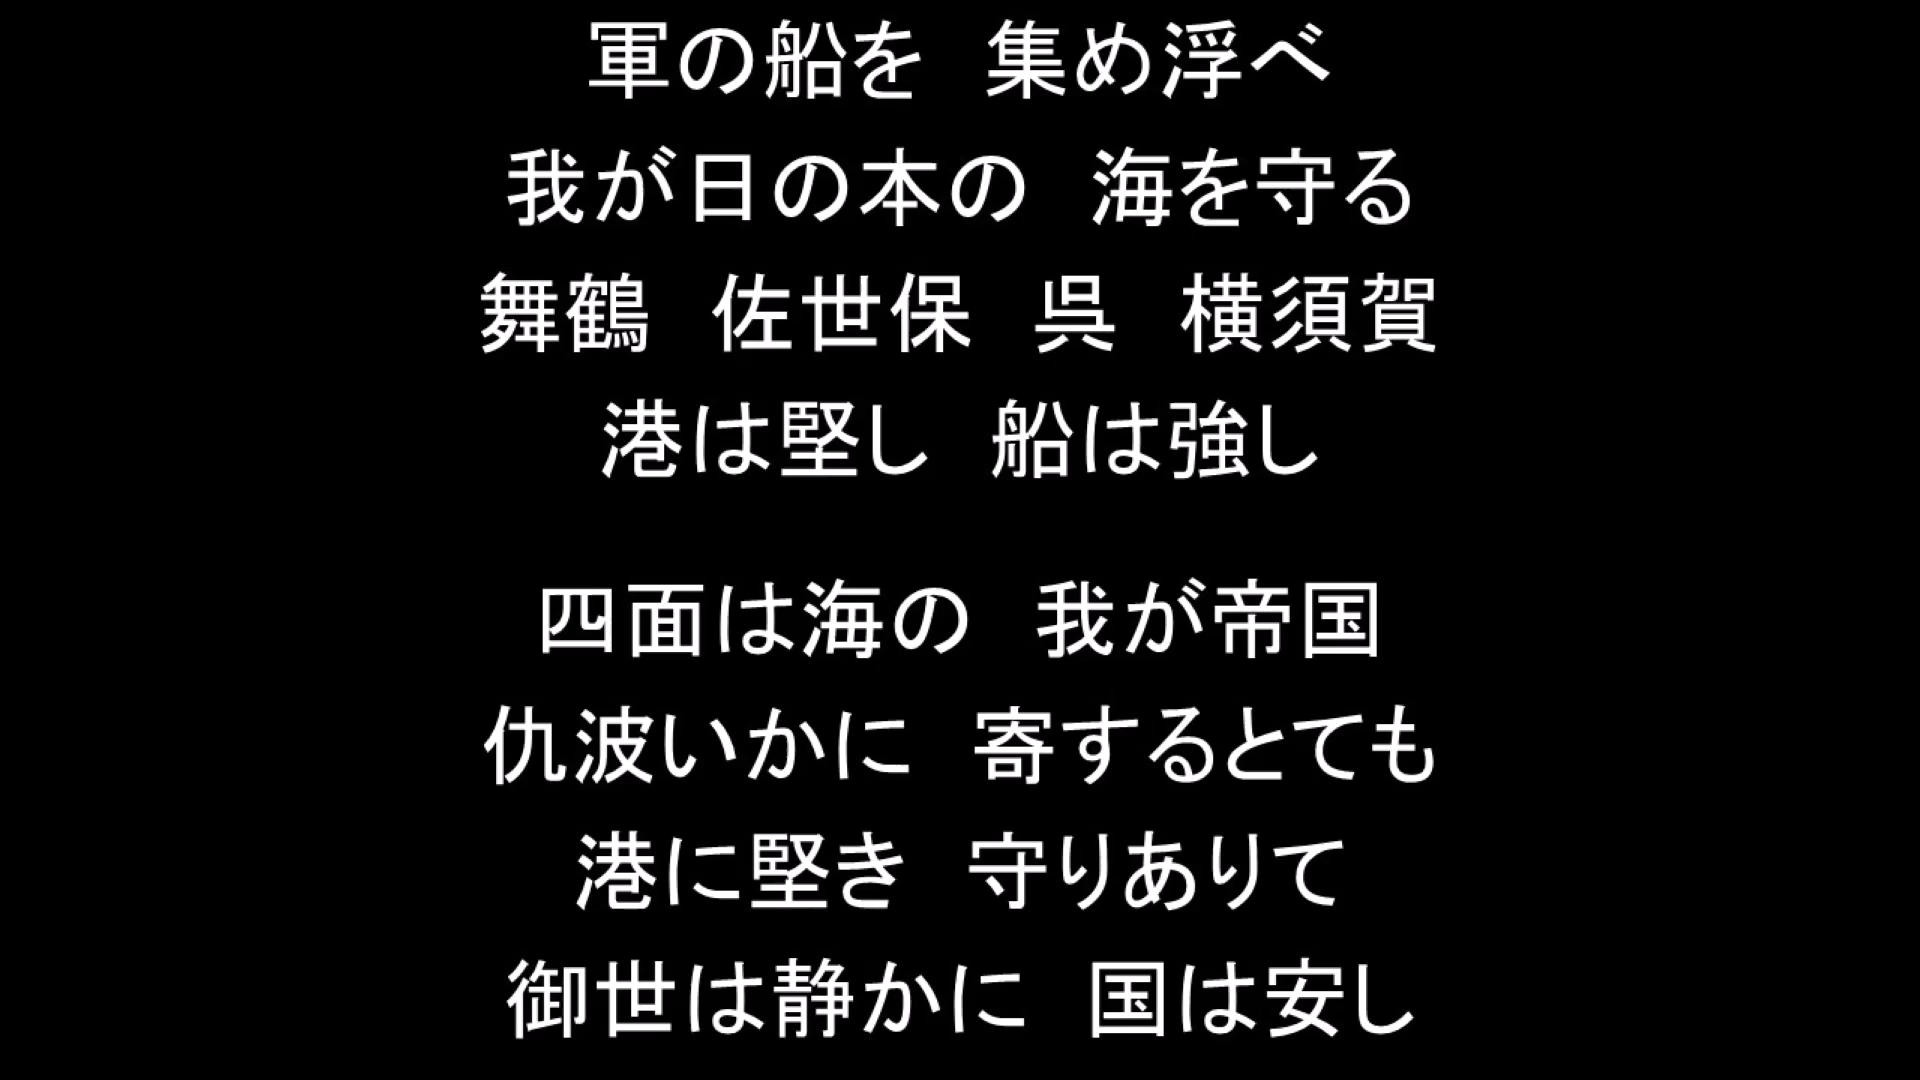 軍の船を　集め浮べ
我が日の本の　海を守る
舞鶴　佐世保　呉　横須賀
港は堅し　船は強し
四面は海の　我が帝国
仇波いかに　寄するとても
港に堅き　守りありて
御世は静かに　国は安し